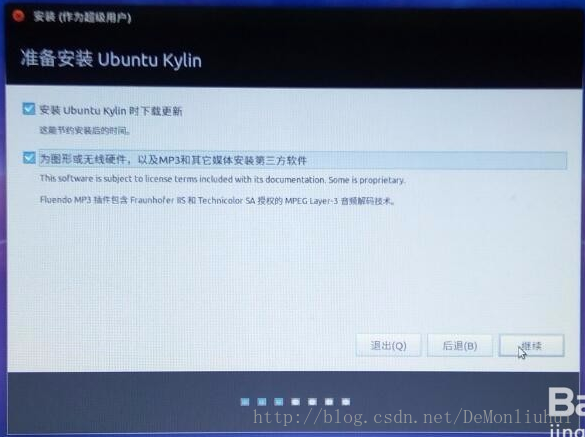 安装 (作为超级用户)
准备安装 Ubuntu Kylin
安装 Ubuntu Kylin 时下载更新
这能节约安装后的时间。
为图形或无线硬件，以及MP3和其它媒体安装第三方软件
This software is subject to license terms included with its documentation. Some is proprietary.
Fluendo MP3 插件包含 Fraunhofer IIS 和 Technicolor SA 授权的 MPEG Layer-3 音频解码技术。
退出(Q) 后退(B) 继续
http://blog.csdn.net/DeMonliuhui
Ba
jing